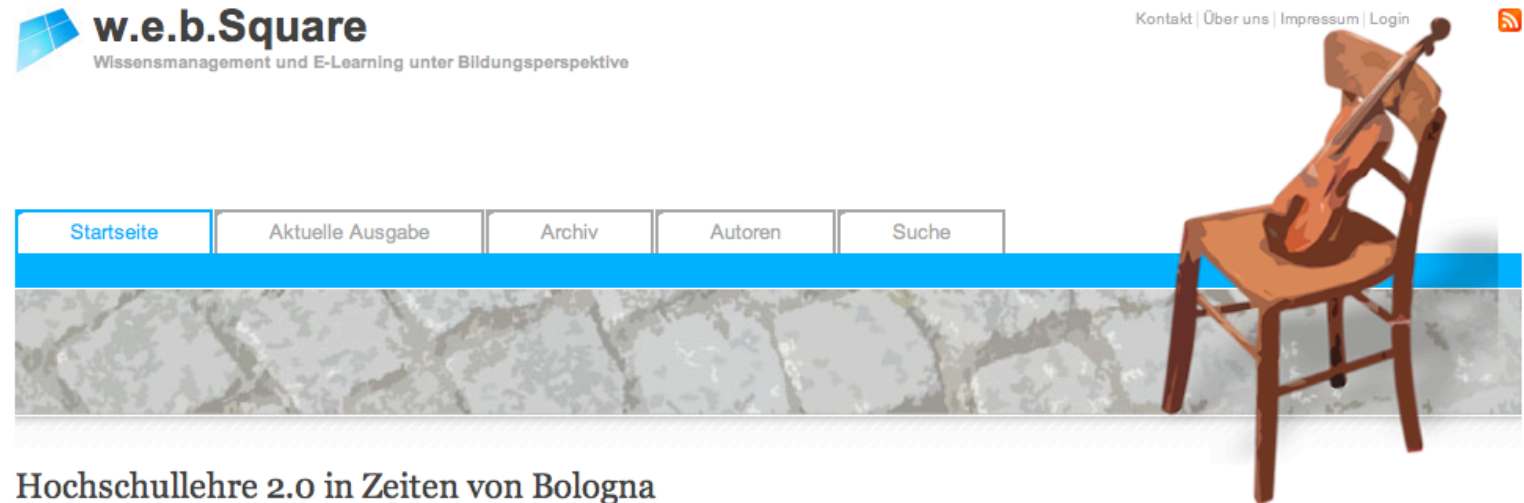 w.e.b.Square
Wissensmanagement und E-Learning unter Bildungsperspektive
Kontakt | Über uns | Impressum | Login
Startseite
Aktuelle Ausgabe
Archiv
Autoren
Suche
Hochschullehre 2.0 in Zeiten von Bologna